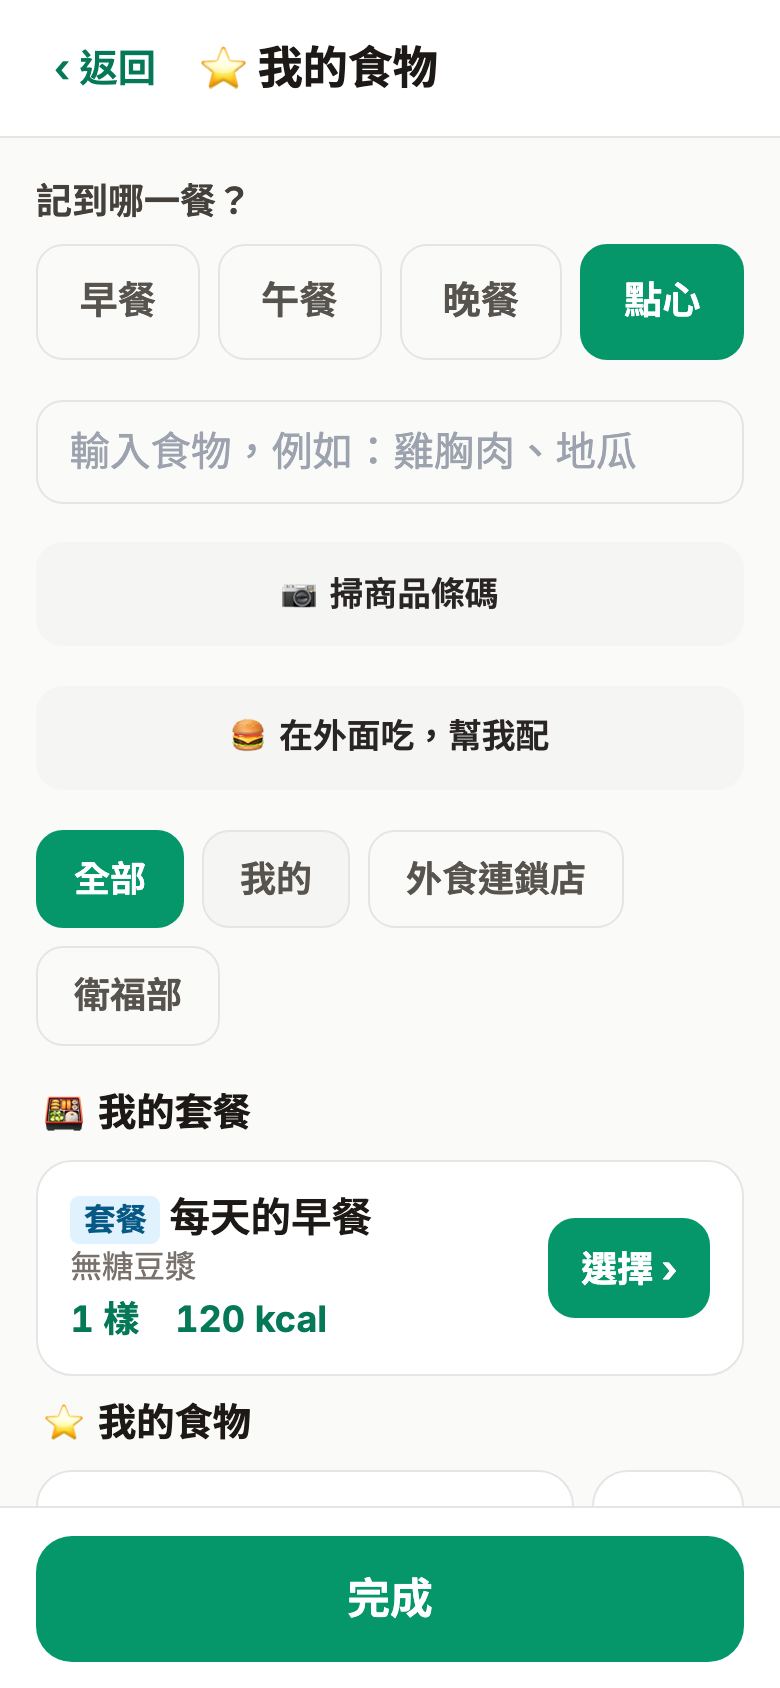 ‹ 返回 ⭐ 我的食物
記到哪一餐？
早餐 午餐 晚餐 點心
輸入食物，例如：雞胸肉、地瓜
📷 掃商品條碼
🍔 在外面吃，幫我配
全部 我的 外食連鎖店
衛福部
🍱 我的套餐
套餐 每天的早餐
無糖豆漿
選擇 ›
1 樣 120 kcal
⭐ 我的食物
完成